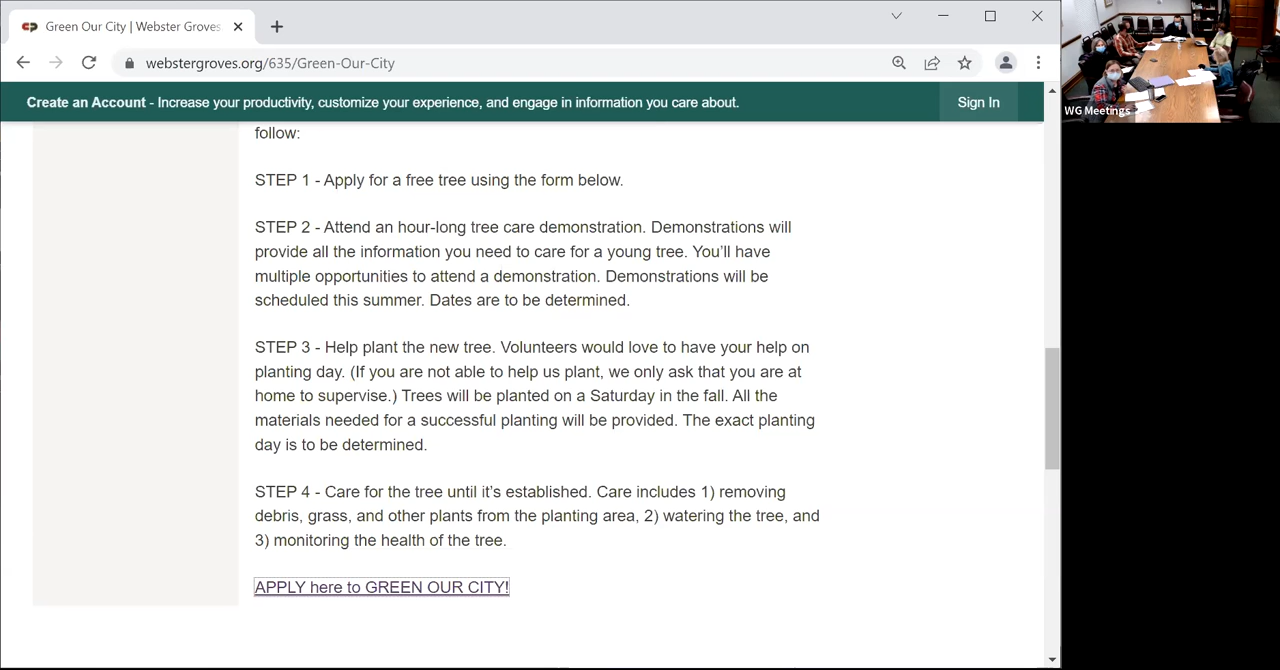 Green Our City | Webster Groves
webstergroves.org/635/Green-Our-City
Create an Account - Increase your productivity, customize your experience, and engage in information you care about.
Sign In
WG Meetings
follow:
STEP 1 - Apply for a free tree using the form below.
STEP 2 - Attend an hour-long tree care demonstration. Demonstrations will
provide all the information you need to care for a young tree. You’ll have
multiple opportunities to attend a demonstration. Demonstrations will be
scheduled this summer. Dates are to be determined.
STEP 3 - Help plant the new tree. Volunteers would love to have your help on
planting day. (If you are not able to help us plant, we only ask that you are at
home to supervise.) Trees will be planted on a Saturday in the fall. All the
materials needed for a successful planting will be provided. The exact planting
day is to be determined.
STEP 4 - Care for the tree until it’s established. Care includes 1) removing
debris, grass, and other plants from the planting area, 2) watering the tree, and
3) monitoring the health of the tree.
APPLY here to GREEN OUR CITY!